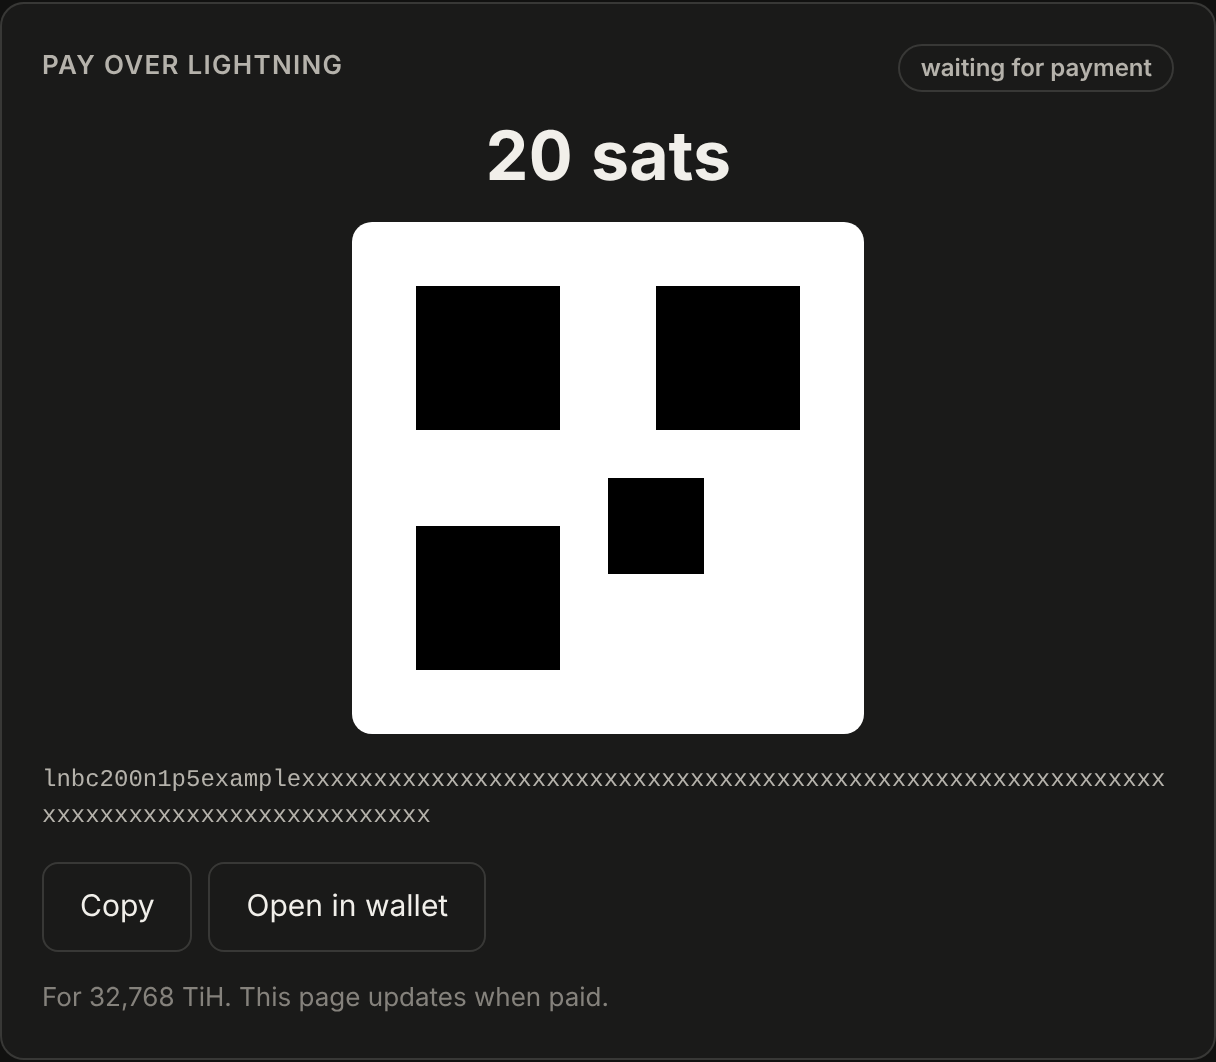 PAY OVER LIGHTNING
waiting for payment
20 sats
lnbc200n1p5examplexxxxxxxxxxxxxxxxxxxxxxxxxxxxxxxxxxxxxxxxxxxxxxxxxxxxxxxxxxxx
xxxxxxxxxxxxxxxxxxxxxxxxxxx
Copy
Open in wallet
For 32,768 TiH. This page updates when paid.